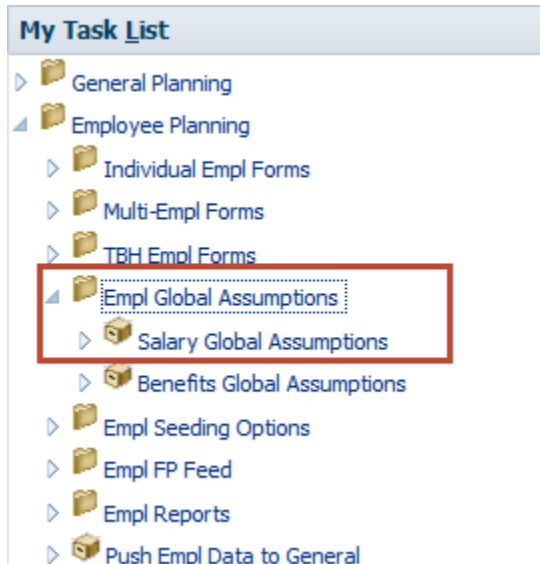 My Task List
General Planning
Employee Planning
Individual Empl Forms
Multi-Empl Forms
TBH Empl Forms
Empl Global Assumptions
Salary Global Assumptions
Benefits Global Assumptions
Empl Seeding Options
Empl FP Feed
Empl Reports
Push Empl Data to General